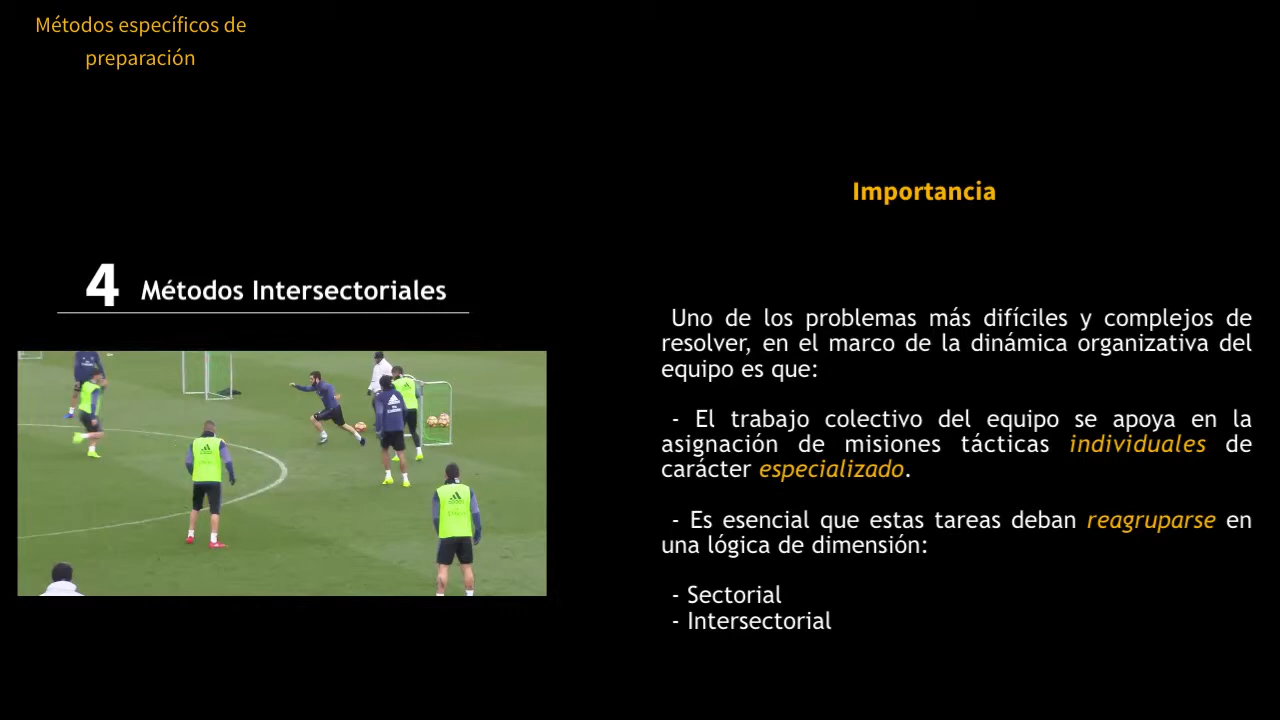 Métodos específicos de
preparación
Importancia
4 Métodos Intersectoriales
Uno de los problemas más difíciles y complejos de
resolver, en el marco de la dinámica organizativa del
equipo es que:
- El trabajo colectivo del equipo se apoya en la
asignación de misiones tácticas individuales de
carácter especializado.
- Es esencial que estas tareas deban reagruparse en
una lógica de dimensión:
- Sectorial
- Intersectorial